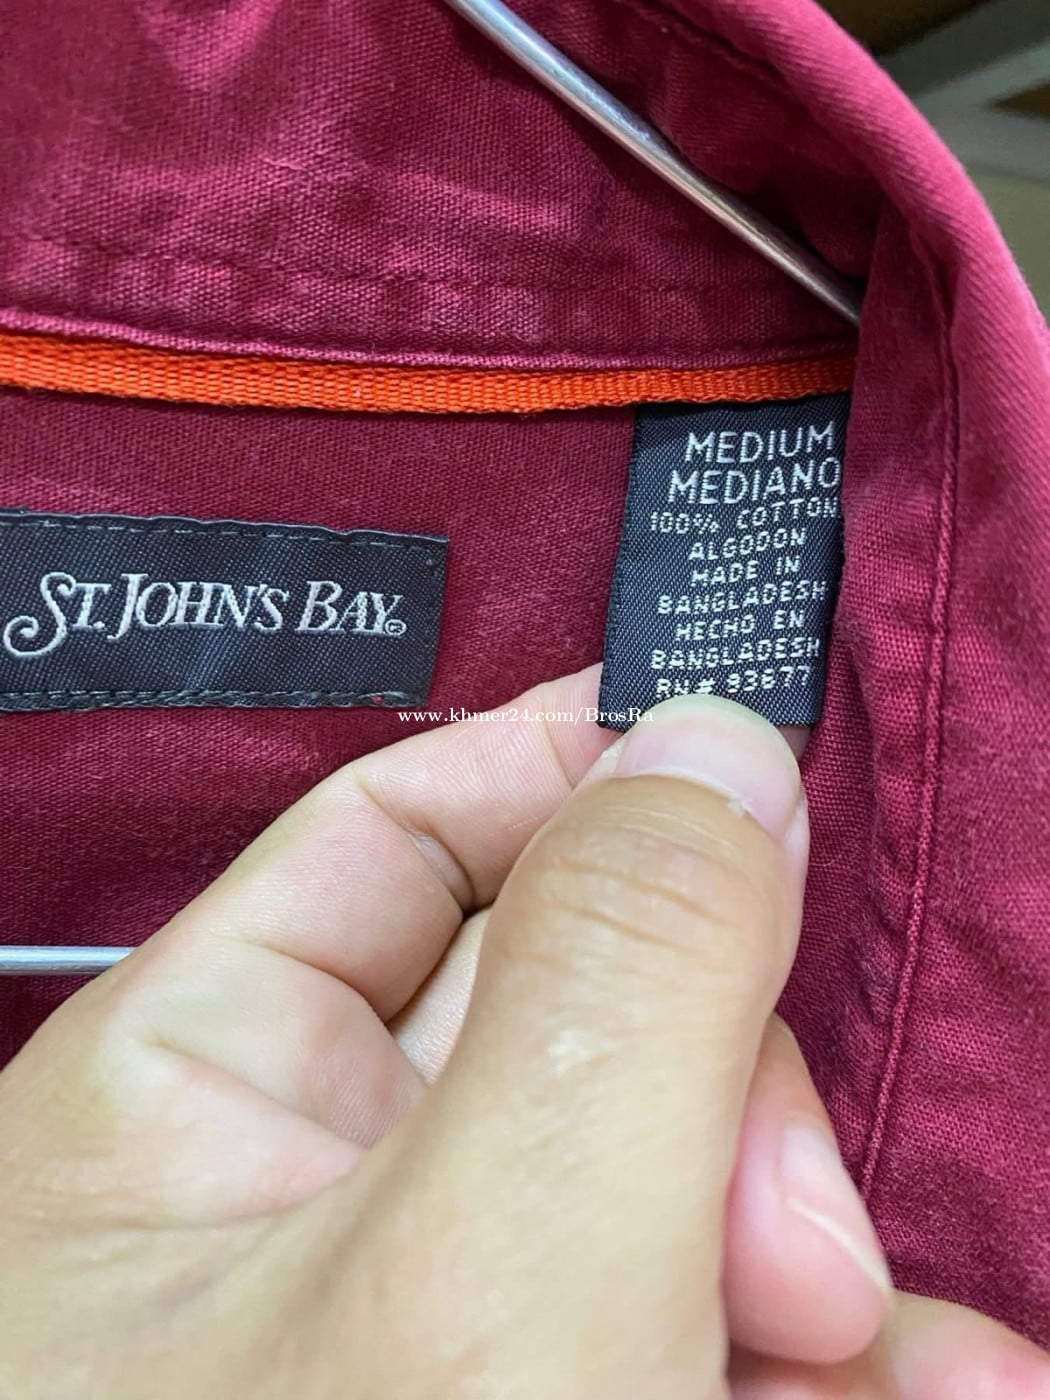 MEDIUM
MEDIANO
100% COTTON
ALGODON
MADE IN
BANGLADESH
HECHO EN
BANGLADESH
RN# 93677
ST. JOHN'S BAY®
www.khmer24.com/BrosRa